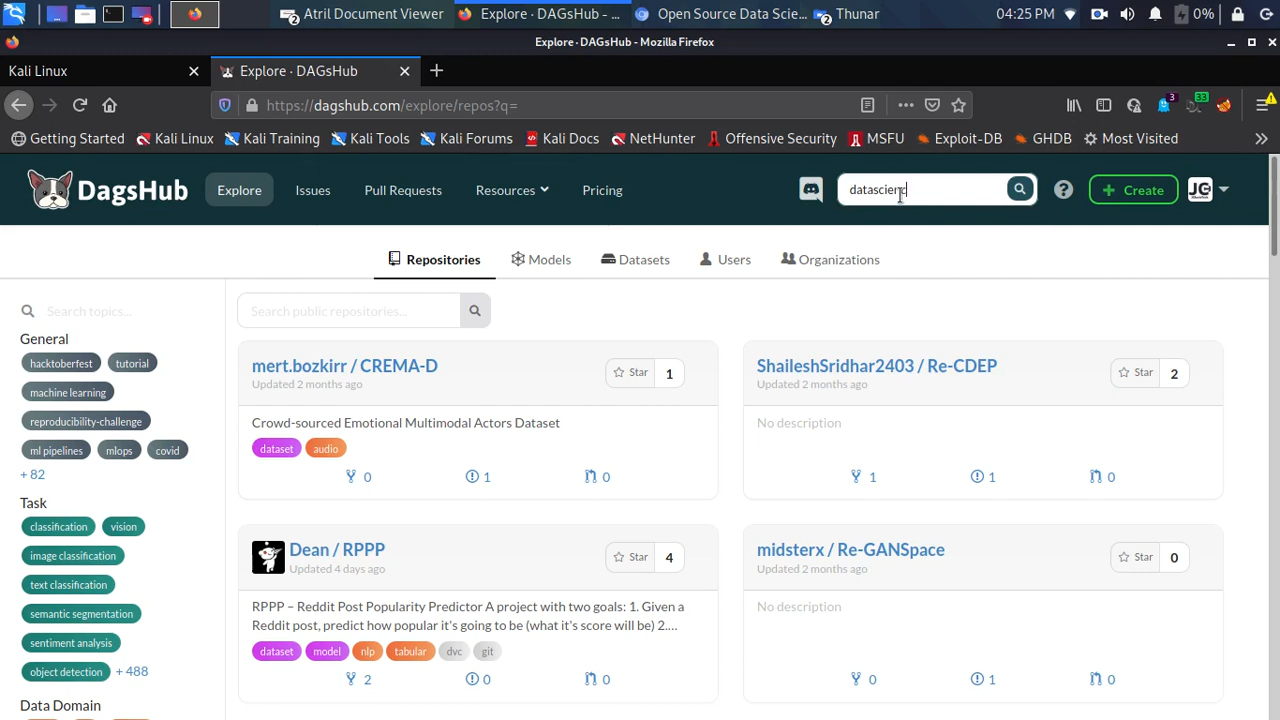 Atril Document Viewer
Explore · DAGsHub - ...
Open Source Data Scie...
Thunar
04:25 PM
0%
Explore · DAGsHub - Mozilla Firefox
Kali Linux
Explore · DAGsHub
https://dagshub.com/explore/repos?q=
3
33
Getting Started
Kali Linux
Kali Training
Kali Tools
Kali Forums
Kali Docs
NetHunter
Offensive Security
MSFU
Exploit-DB
GHDB
Most Visited
DagsHub
Explore
Issues
Pull Requests
Resources
Pricing
datascienc
+ Create
JC
Repositories
Models
Datasets
Users
Organizations
Search topics...
General
hacktoberfest
tutorial
machine learning
reproducibility-challenge
ml pipelines
mlops
covid
+ 82
Task
classification
vision
image classification
text classification
semantic segmentation
sentiment analysis
object detection
+ 488
Data Domain
Search public repositories...
mert.bozkirr / CREMA-D
Updated 2 months ago
Star 1
Crowd-sourced Emotional Multimodal Actors Dataset
dataset
audio
0
1
0
ShaileshSridhar2403 / Re-CDEP
Updated 2 months ago
Star 2
No description
1
1
0
Dean / RPPP
Updated 4 days ago
Star 4
RPPP – Reddit Post Popularity Predictor A project with two goals: 1. Given a
Reddit post, predict how popular it's going to be (what it's score will be) 2....
dataset
model
nlp
tabular
dvc
git
2
0
0
midsterx / Re-GANSpace
Updated 2 months ago
Star 0
No description
0
1
0